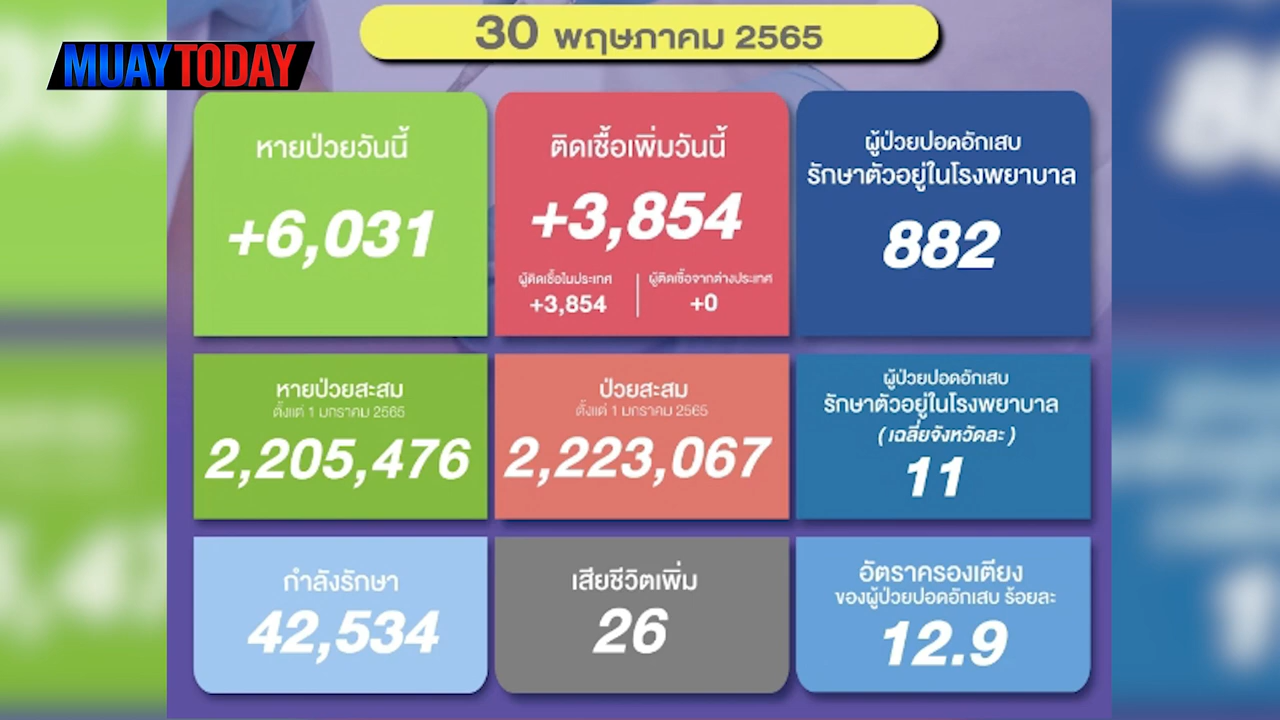 MUAYTODAY
30 พฤษภาคม 2565
หายป่วยวันนี้
+6,031
ติดเชื้อเพิ่มวันนี้
+3,854
ผู้ติดเชื้อในประเทศ
+3,854
ผู้ติดเชื้อจากต่างประเทศ
+0
ผู้ป่วยปอดอักเสบ
รักษาตัวอยู่ในโรงพยาบาล
882
หายป่วยสะสม
ตั้งแต่ 1 มกราคม 2565
2,205,476
ป่วยสะสม
ตั้งแต่ 1 มกราคม 2565
2,223,067
ผู้ป่วยปอดอักเสบ
รักษาตัวอยู่ในโรงพยาบาล
(เฉลี่ยจังหวัดละ)
11
กำลังรักษา
42,534
เสียชีวิตเพิ่ม
26
อัตราครองเตียง
ของผู้ป่วยปอดอักเสบ ร้อยละ
12.9